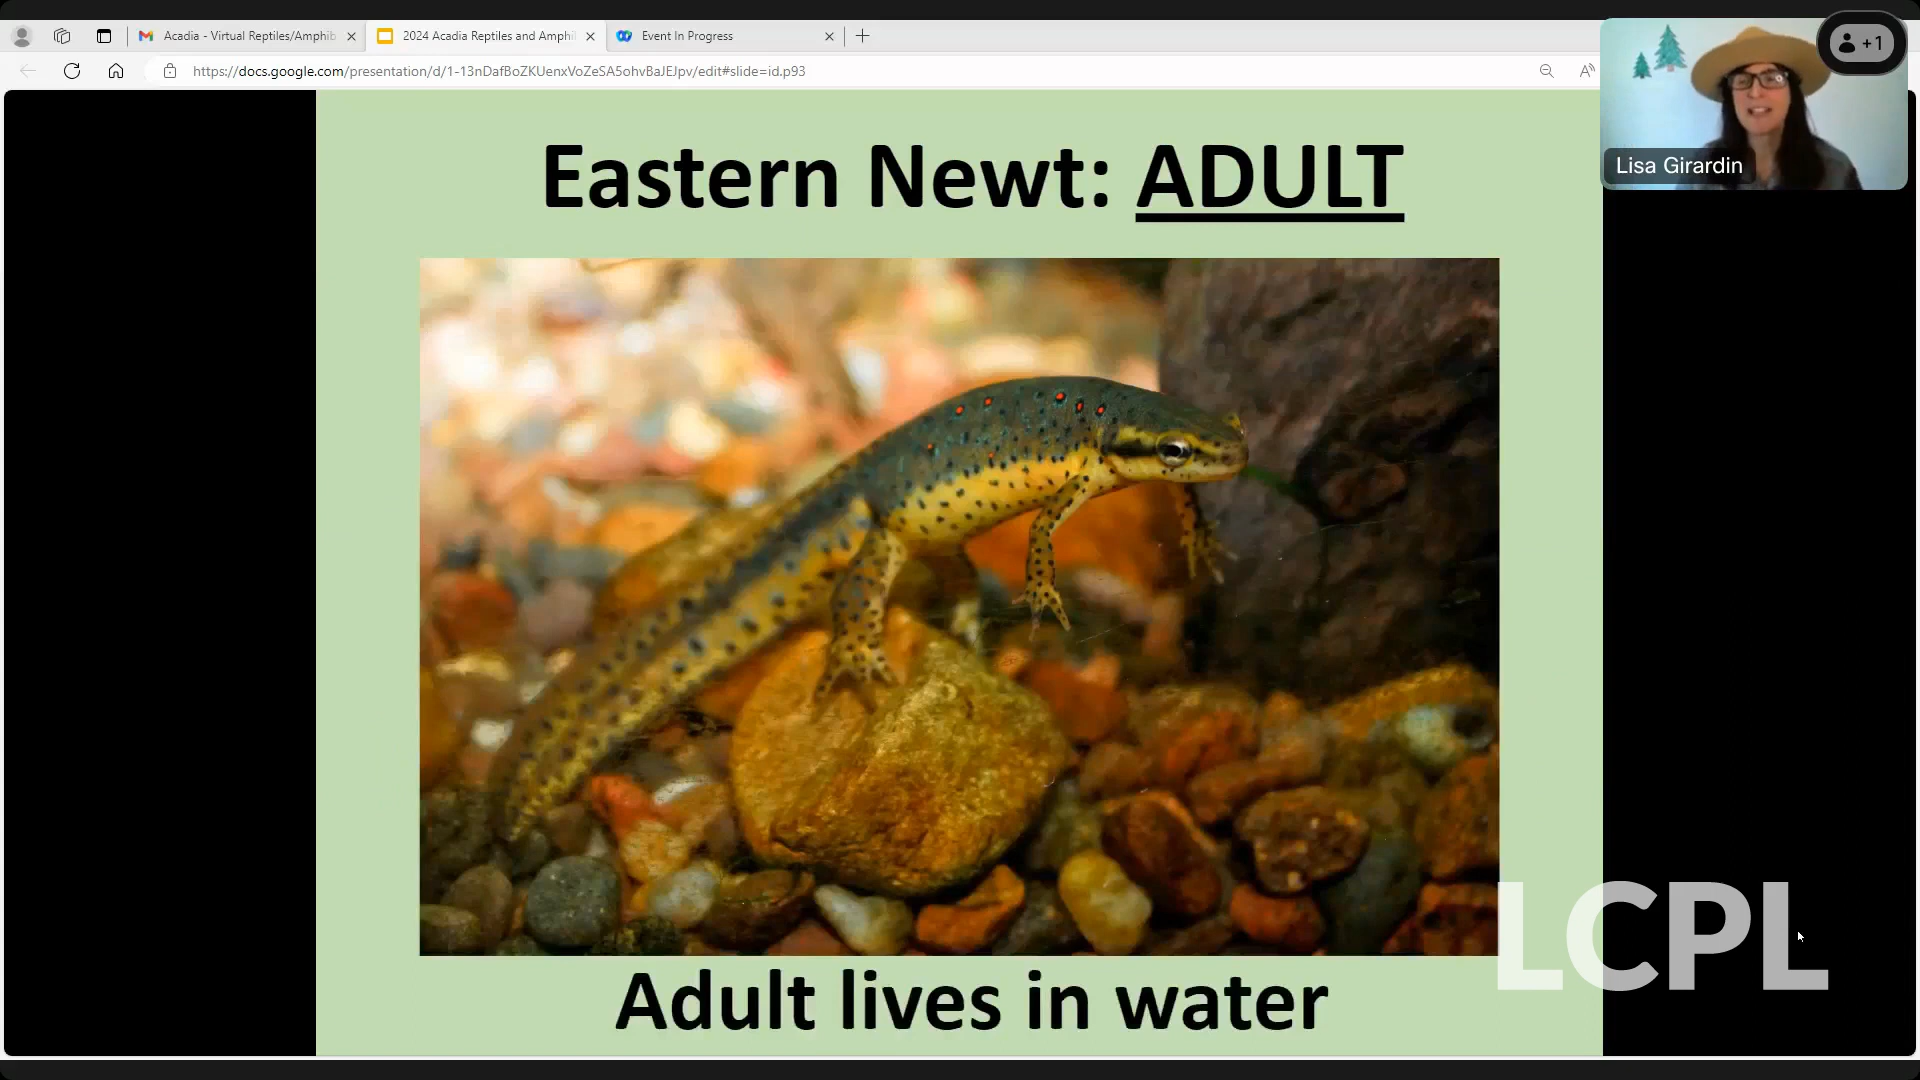 Acadia - Virtual Reptiles/Amphib
2024 Acadia Reptiles and Amphi
Event In Progress
https://docs.google.com/presentation/d/1-13nDafBoZKUenxVoZeSA5ohvBaJEJpv/edit#slide=id.p93
+1
Lisa Girardin
Eastern Newt: ADULT
Adult lives in water
LCPL